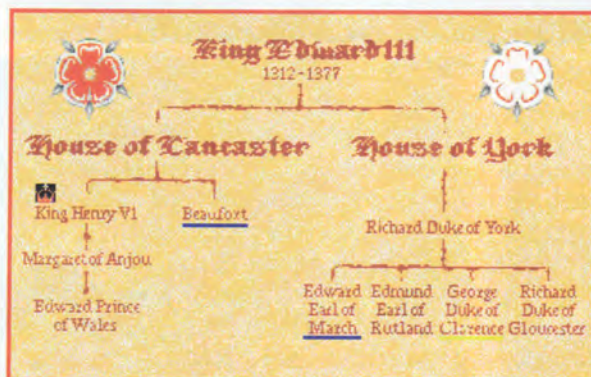 King Edward III
1312-1377
House of Lancaster House of York
King Henry V1 Beaufort
Richard Duke of York
Margaret of Anjou
Edward Prince
of Wales
Edward Edmund George Richard
Earl of Earl of Duke of Duke of
March Rutland Clarence Gloucester